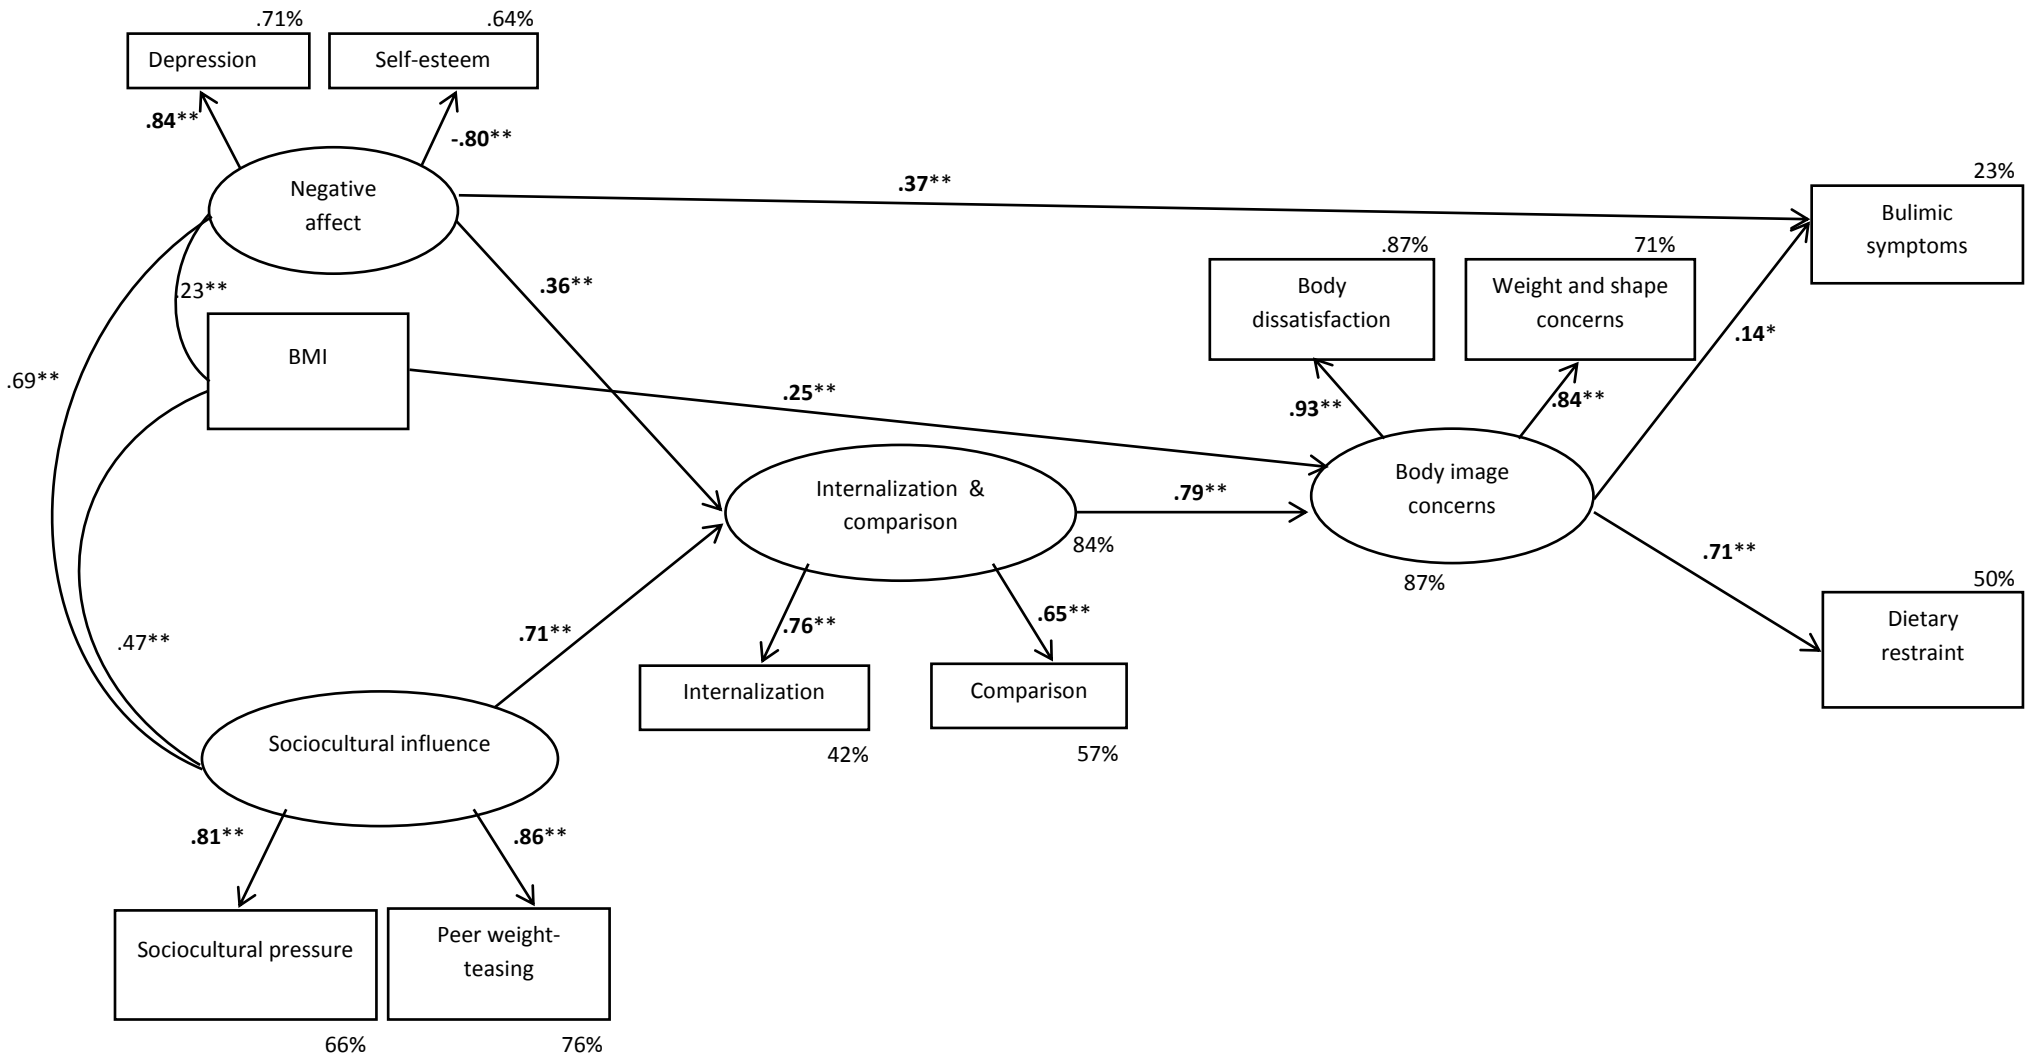 .71%
.64%
Depression
Self-esteem
.84**
-.80**
Negative
affect
.37**
23%
Bulimic
symptoms
.87%
71%
Body
dissatisfaction
Weight and shape
concerns
.23**
.36**
.14*
BMI
.69**
.25**
.93**
.84**
Internalization &
comparison
84%
.79**
Body image
concerns
87%
.71**
50%
Dietary
restraint
.47**
.71**
.76**
.65**
Internalization
42%
Comparison
57%
Sociocultural influence
.81**
.86**
Sociocultural pressure
Peer weight-
teasing
66%
76%